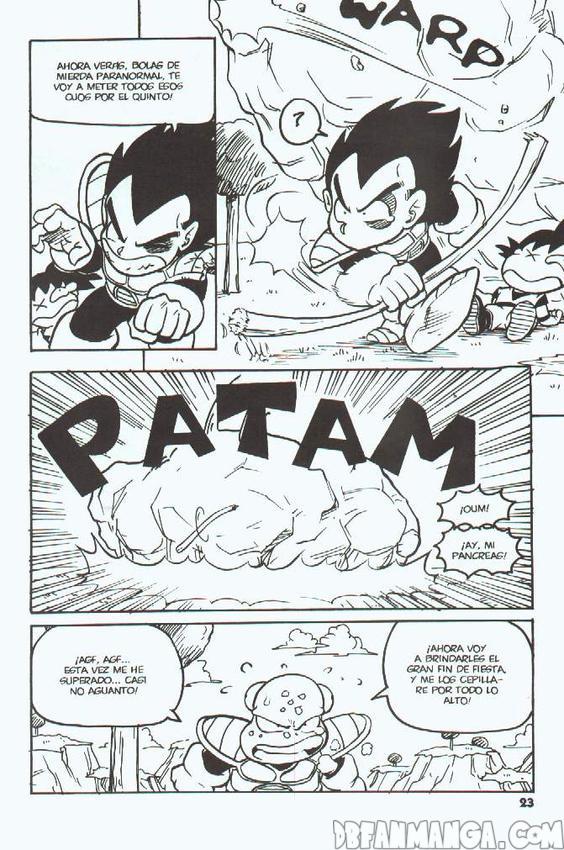 AHORA VERÁS, BOLAS DE
MIERDA PARANORMAL, TE
VOY A METER TODOS ESOS
OJOS POR EL QUINTO!
WARP
?
PATAM
¡OUM!
¡AY, MI
PANCREAS!
¡AGF, AGF...
ESTA VEZ ME HE
SUPERADO... CASI
NO AGUANTO!
¡AHORA VOY
A BRINDARLES EL
GRAN FIN DE FIESTA,
Y ME LOS CEPILLA-
RE POR TODO LO
ALTO!
23
DBFANMANGA.COM